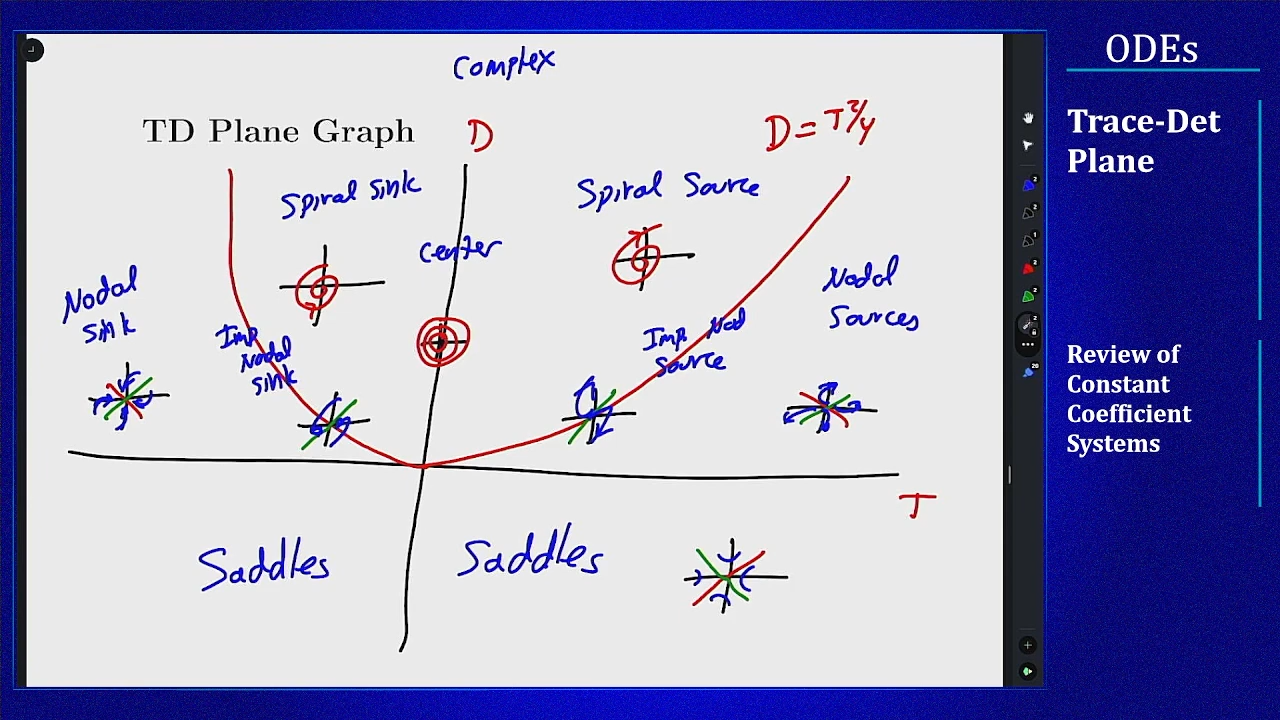 complex
TD Plane Graph
D
D = T²/4
Spiral Sink
Spiral Source
Center
Nodal
Sink
Nodal
Sources
Imp
Nodal
Sink
Imp Nod
Source
T
Saddles
Saddles
ODEs
Trace-Det
Plane
Review of
Constant
Coefficient
Systems